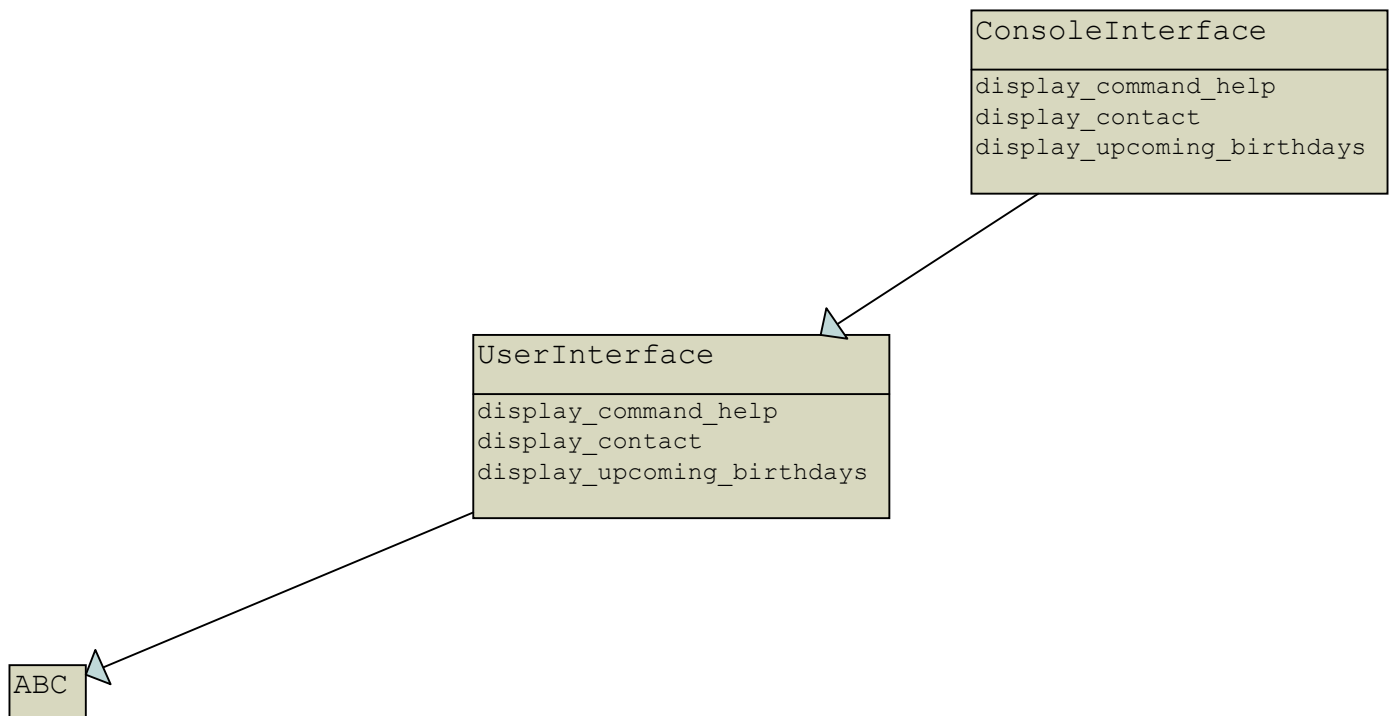 ConsoleInterface
display_command_help
display_contact
display_upcoming_birthdays
UserInterface
display_command_help
display_contact
display_upcoming_birthdays
ABC